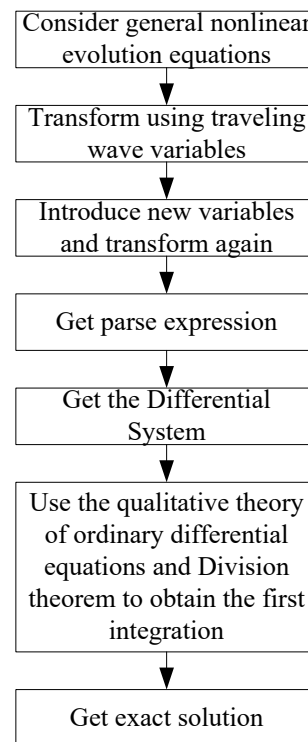 Consider general nonlinear
evolution equations
Transform using traveling
wave variables
Introduce new variables
and transform again
Get parse expression
Get the Differential
System
Use the qualitative theory
of ordinary differential
equations and Division
theorem to obtain the first
integration
Get exact solution